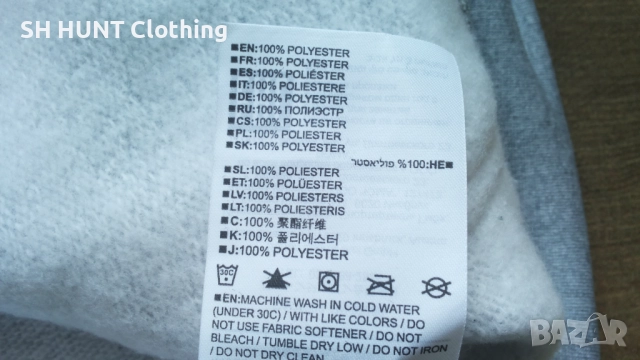 SH HUNT Clothing
EN:100% POLYESTER
FR:100% POLYESTER
ES:100% POLIÉSTER
IT:100% POLIESTERE
DE:100% POLYESTER
RU:100% ПОЛИЭСТР
CS:100% POLYESTER
PL:100% POLIESTER
SK:100% POLYESTER
HE:100% פוליאסטר
SL:100% POLIESTER
ET:100% POLÜESTER
LV:100% POLIESTERS
LT:100% POLIESTERIS
C:100% 聚酯纤维
K:100% 폴리에스터
J:100% POLYESTER
30C
EN:MACHINE WASH IN COLD WATER
(UNDER 30C) / WITH LIKE COLORS / DO
NOT USE FABRIC SOFTENER / DO NOT
BLEACH / TUMBLE DRY LOW / DO NOT IRON
/ DO NOT DRY CLEAN
BAZAR
bg